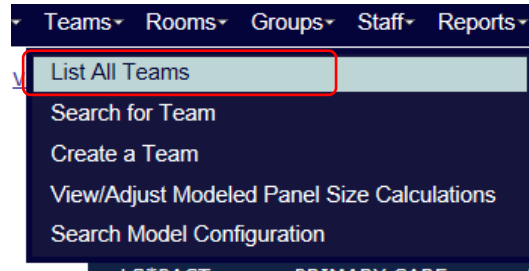 Teams Rooms Groups Staff Reports
List All Teams
Search for Team
Create a Team
View/Adjust Modeled Panel Size Calculations
Search Model Configuration